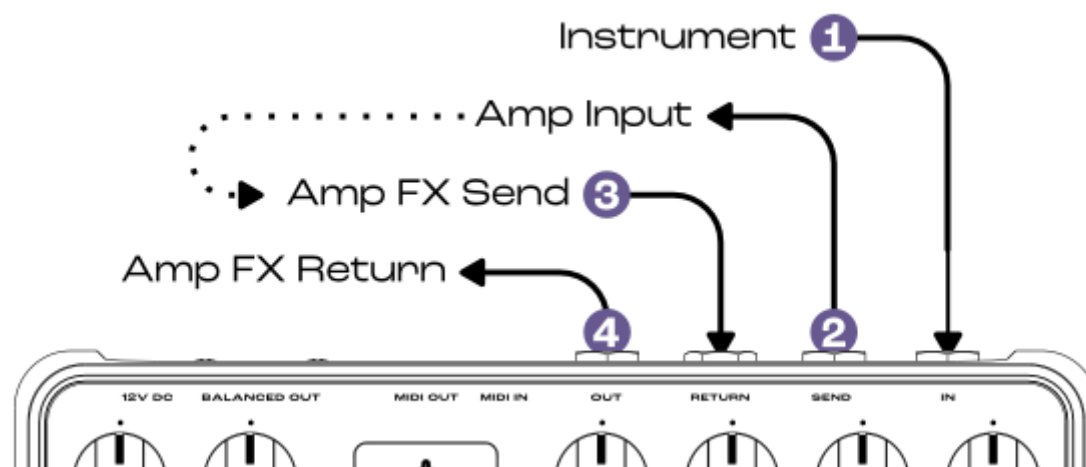 Instrument 1
Amp Input
Amp FX Send 3
Amp FX Return
4 2
12V DC BALANCED OUT MIDI OUT MIDI IN OUT RETURN SEND IN